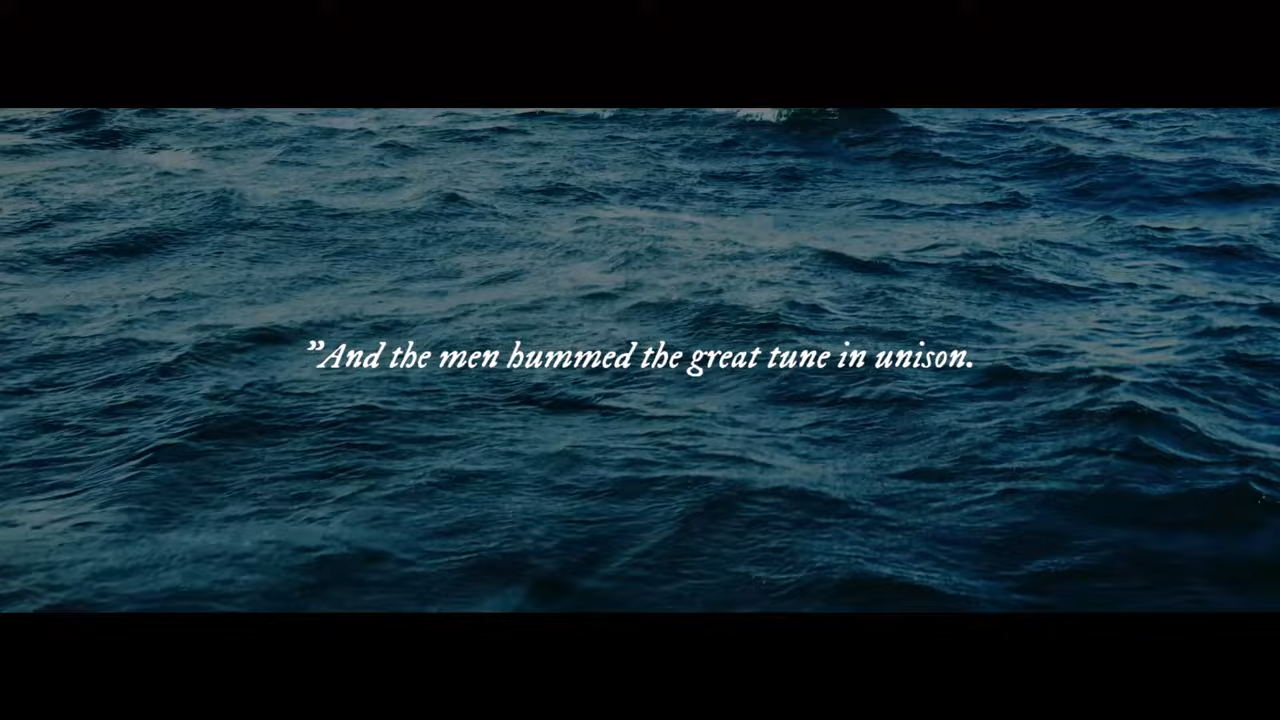 ”And the men hummed the great tune in unison.